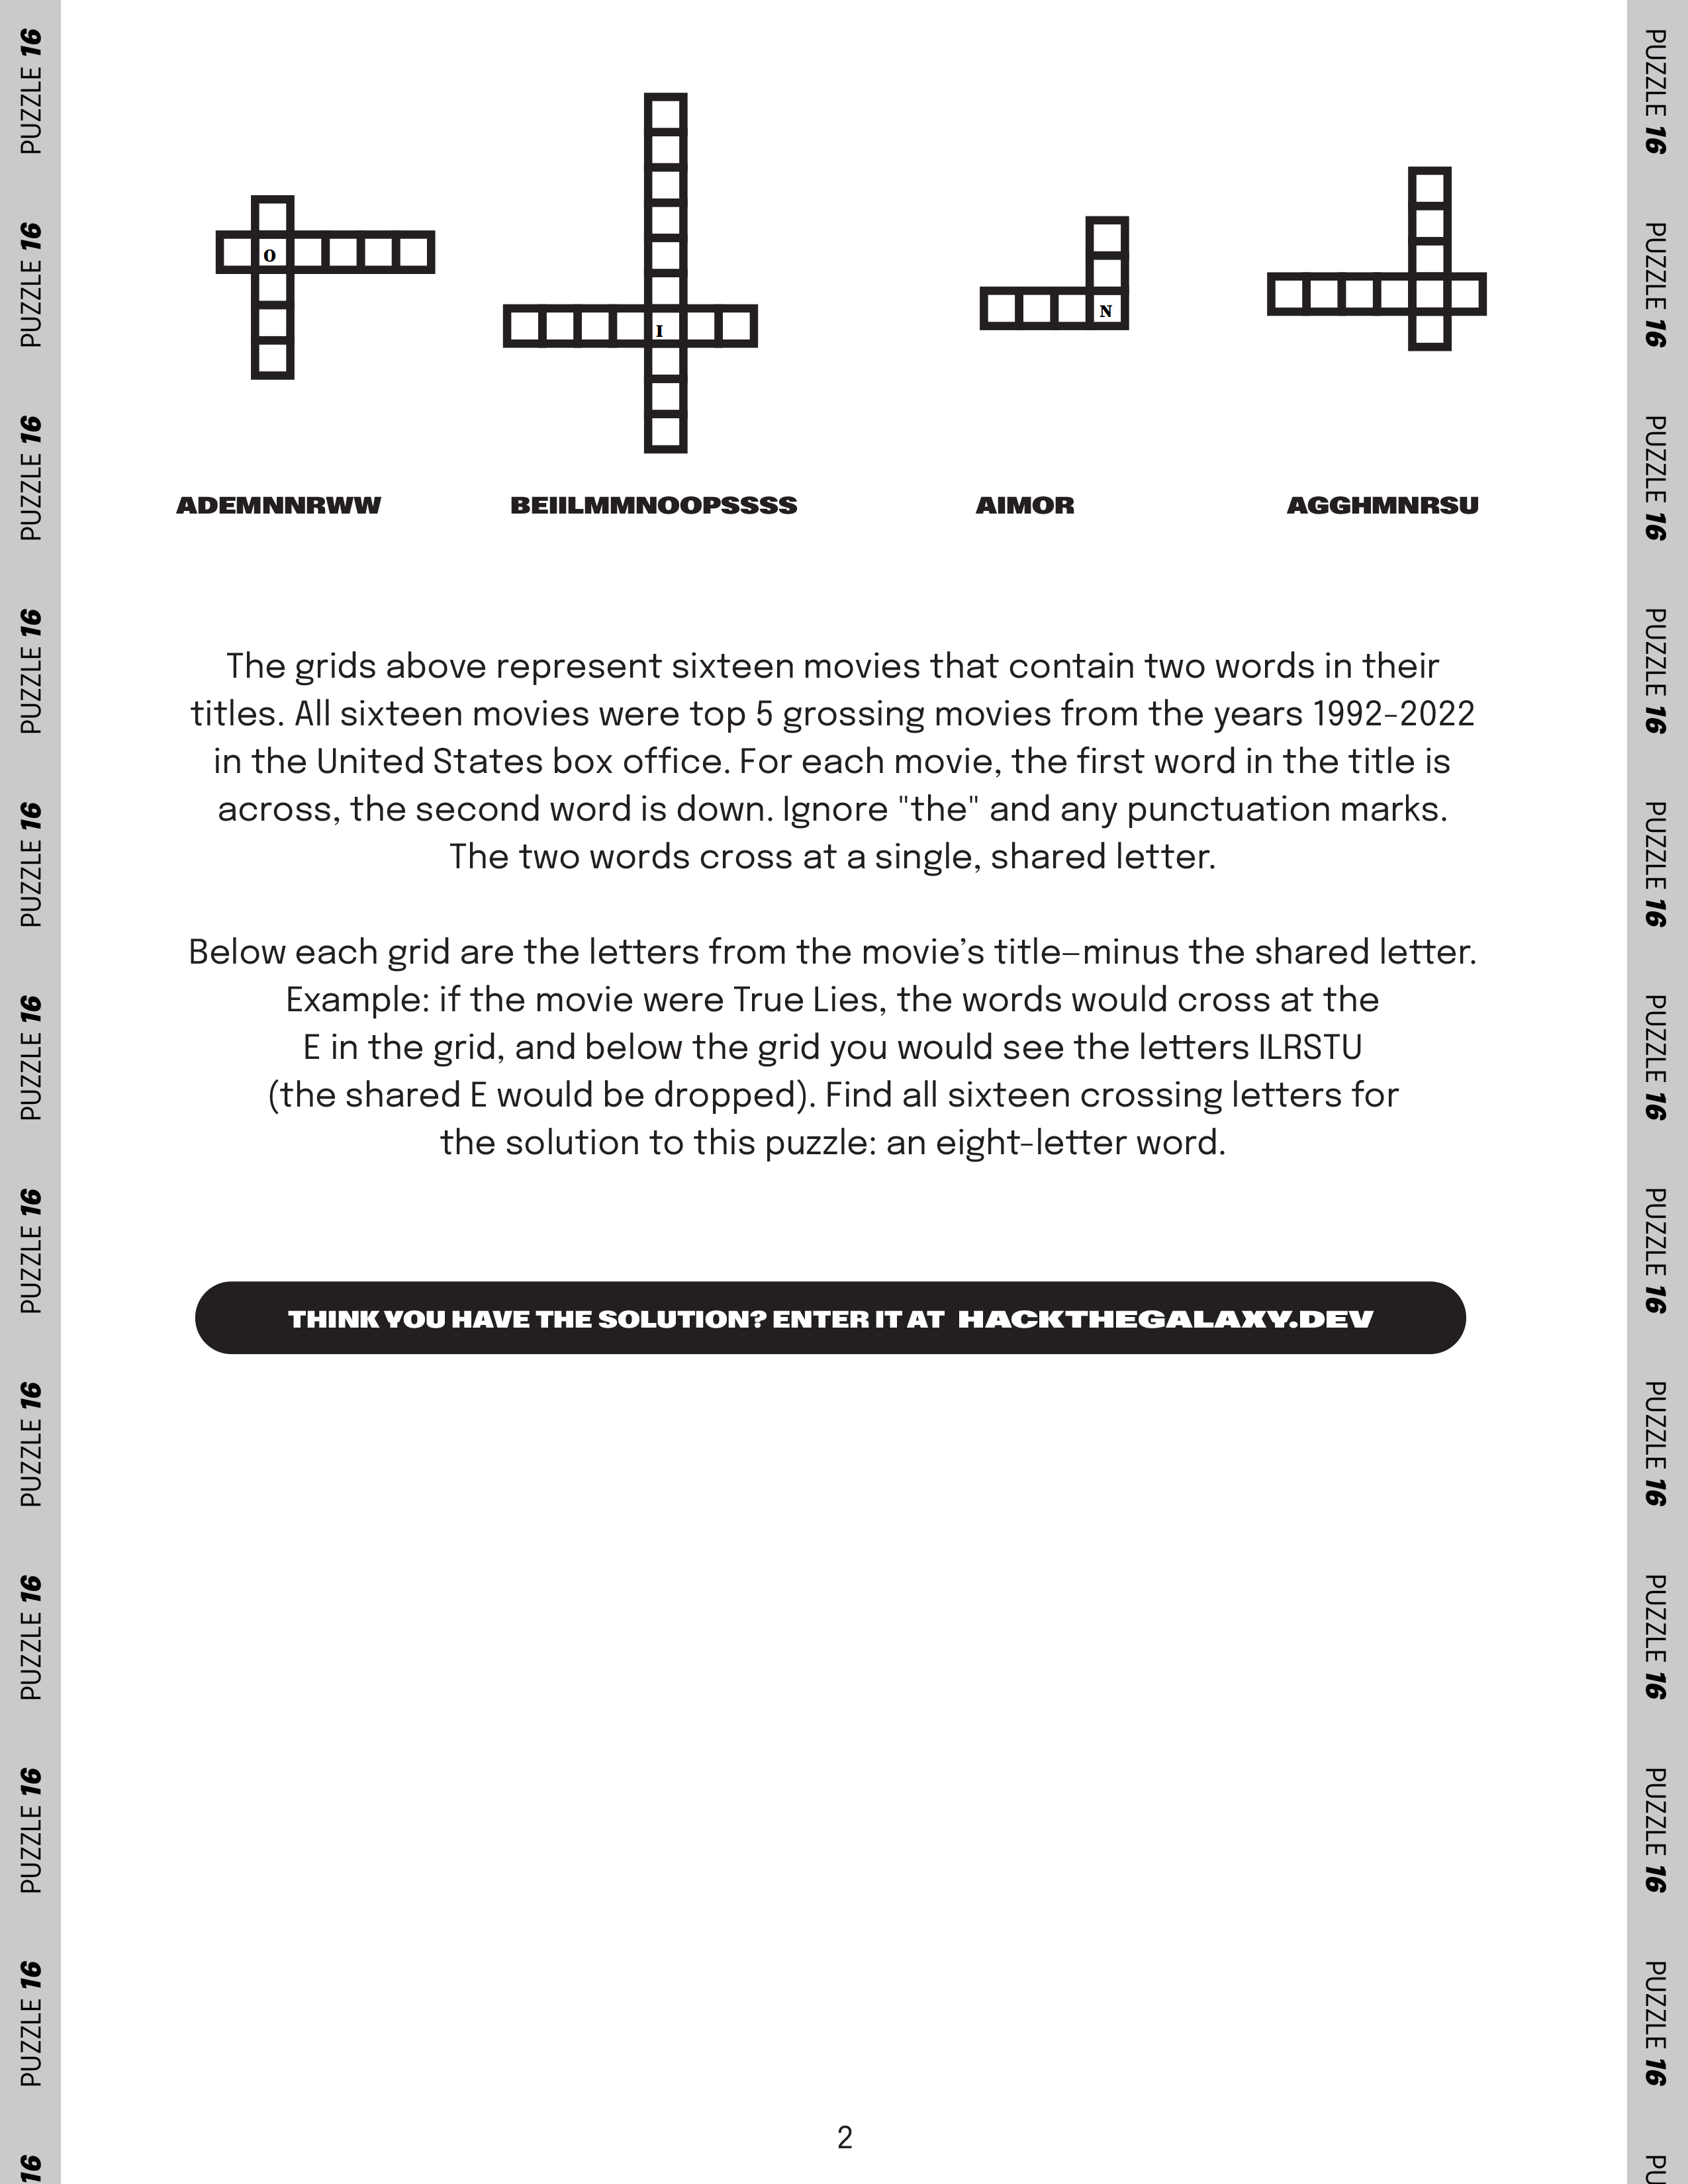 PUZZLE 16
PUZZLE 16
PUZZLE 16
PUZZLE 16
PUZZLE 16
PUZZLE 16
PUZZLE 16
PUZZLE 16
PUZZLE 16
PUZZLE 16
PUZZLE 16
16
O
I
N
ADEMNNRWW
BEIILMMNOOPSSSS
AIMOR
AGGHMNRSU
The grids above represent sixteen movies that contain two words in their
titles. All sixteen movies were top 5 grossing movies from the years 1992-2022
in the United States box office. For each movie, the first word in the title is
across, the second word is down. Ignore "the" and any punctuation marks.
The two words cross at a single, shared letter.
Below each grid are the letters from the movie’s title—minus the shared letter.
Example: if the movie were True Lies, the words would cross at the
E in the grid, and below the grid you would see the letters ILRSTU
(the shared E would be dropped). Find all sixteen crossing letters for
the solution to this puzzle: an eight-letter word.
THINK YOU HAVE THE SOLUTION? ENTER IT AT HACKTHEGALAXY.DEV
2
PUZZLE 16
PUZZLE 16
PUZZLE 16
PUZZLE 16
PUZZLE 16
PUZZLE 16
PUZZLE 16
PUZZLE 16
PUZZLE 16
PUZZLE 16
PUZZLE 16
PU